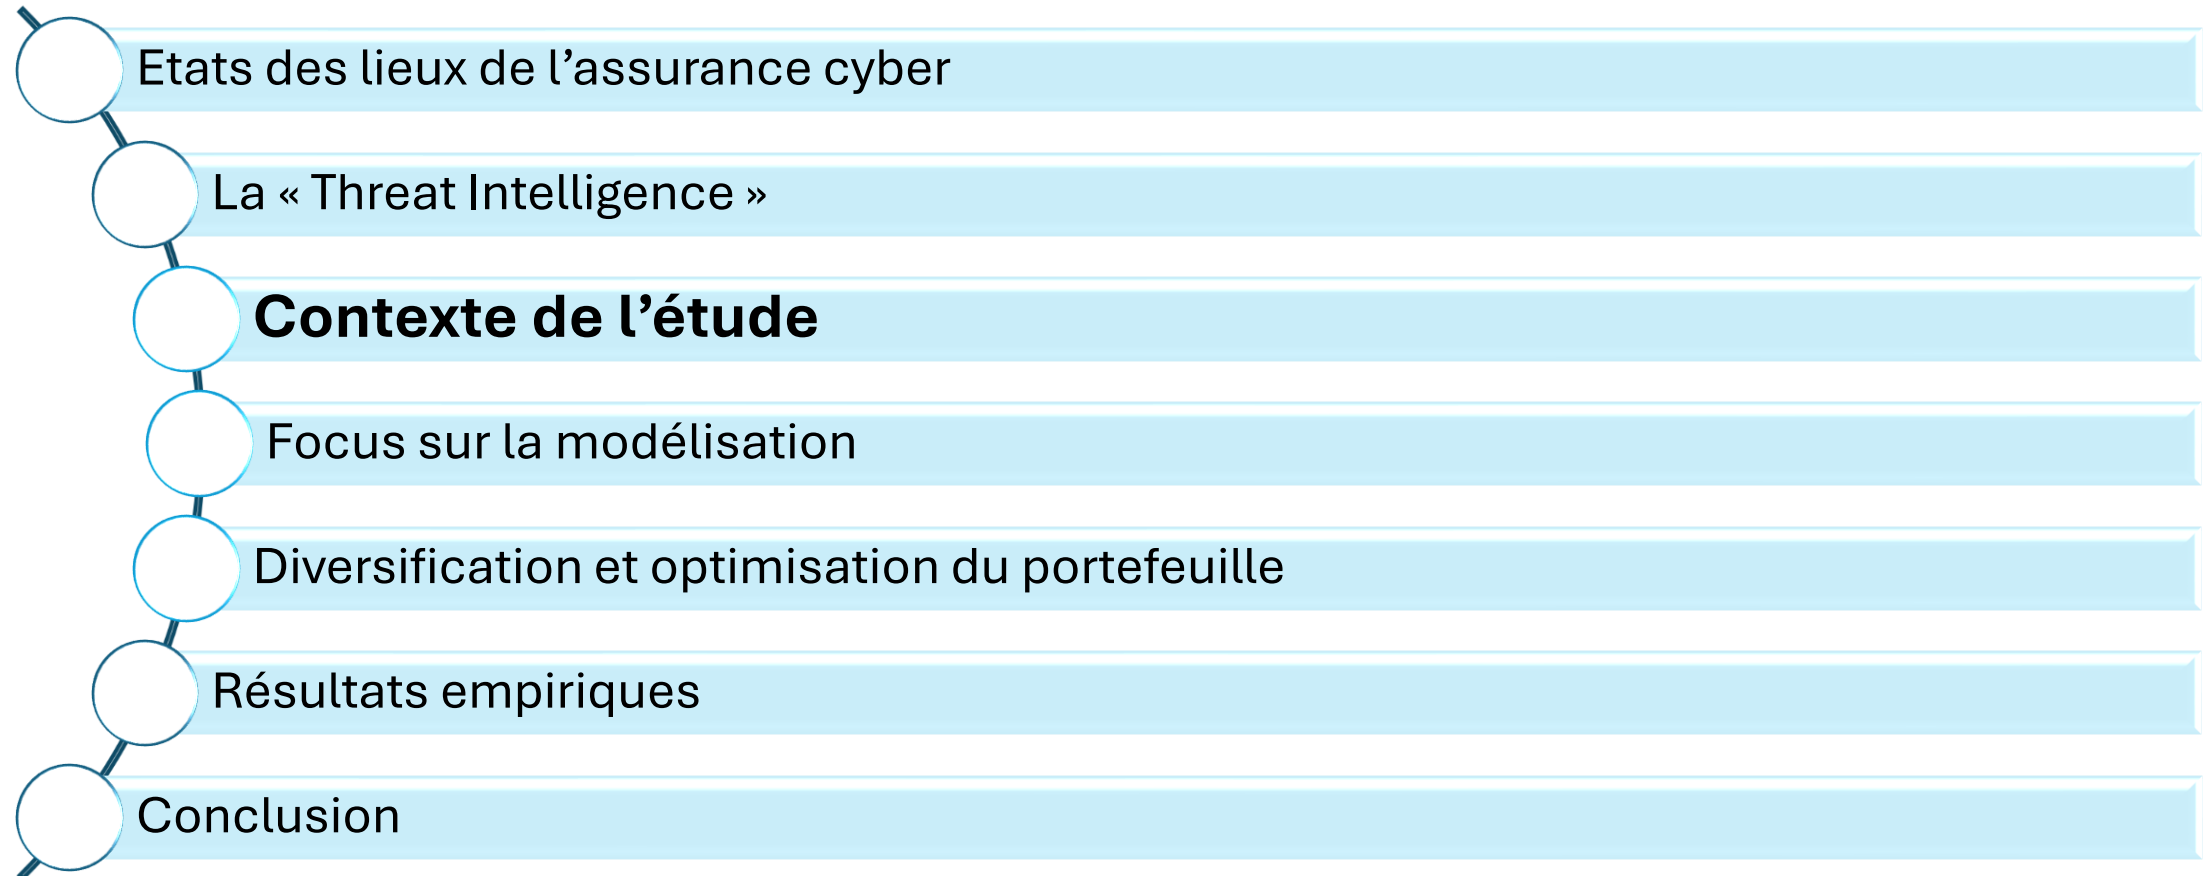 Etats des lieux de l’assurance cyber
La « Threat Intelligence »
Contexte de l’étude
Focus sur la modélisation
Diversification et optimisation du portefeuille
Résultats empiriques
Conclusion